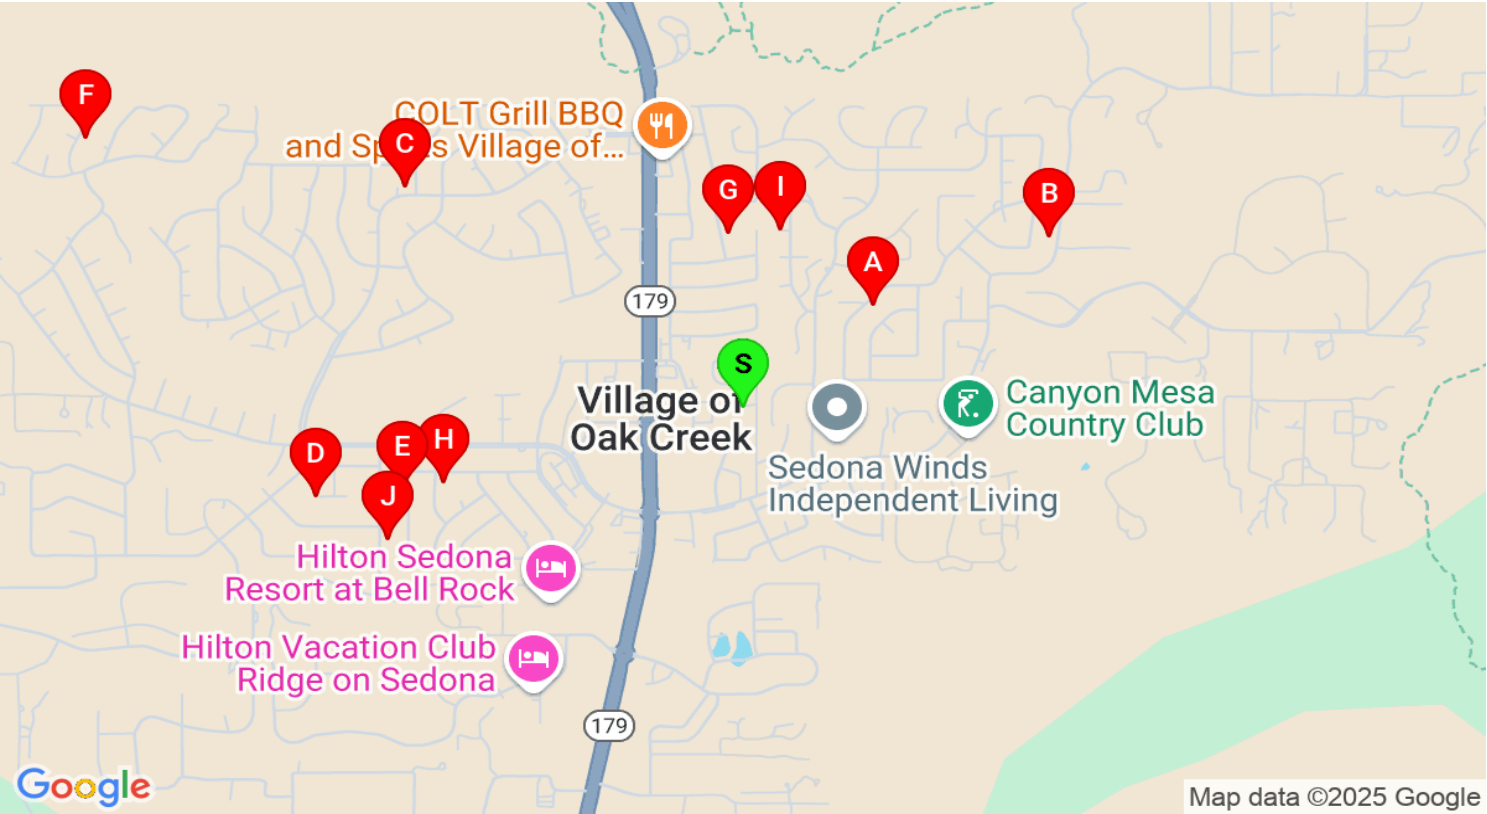 F
COLT Grill BBQ
C
and Sp s Village of...
G
I
B
A
179
S
Village of
Oak Creek
Canyon Mesa
Country Club
D
E
H
J
Sedona Winds
Independent Living
Hilton Sedona
Resort at Bell Rock
Hilton Vacation Club
Ridge on Sedona
179
Google
Map data ©2025 Google